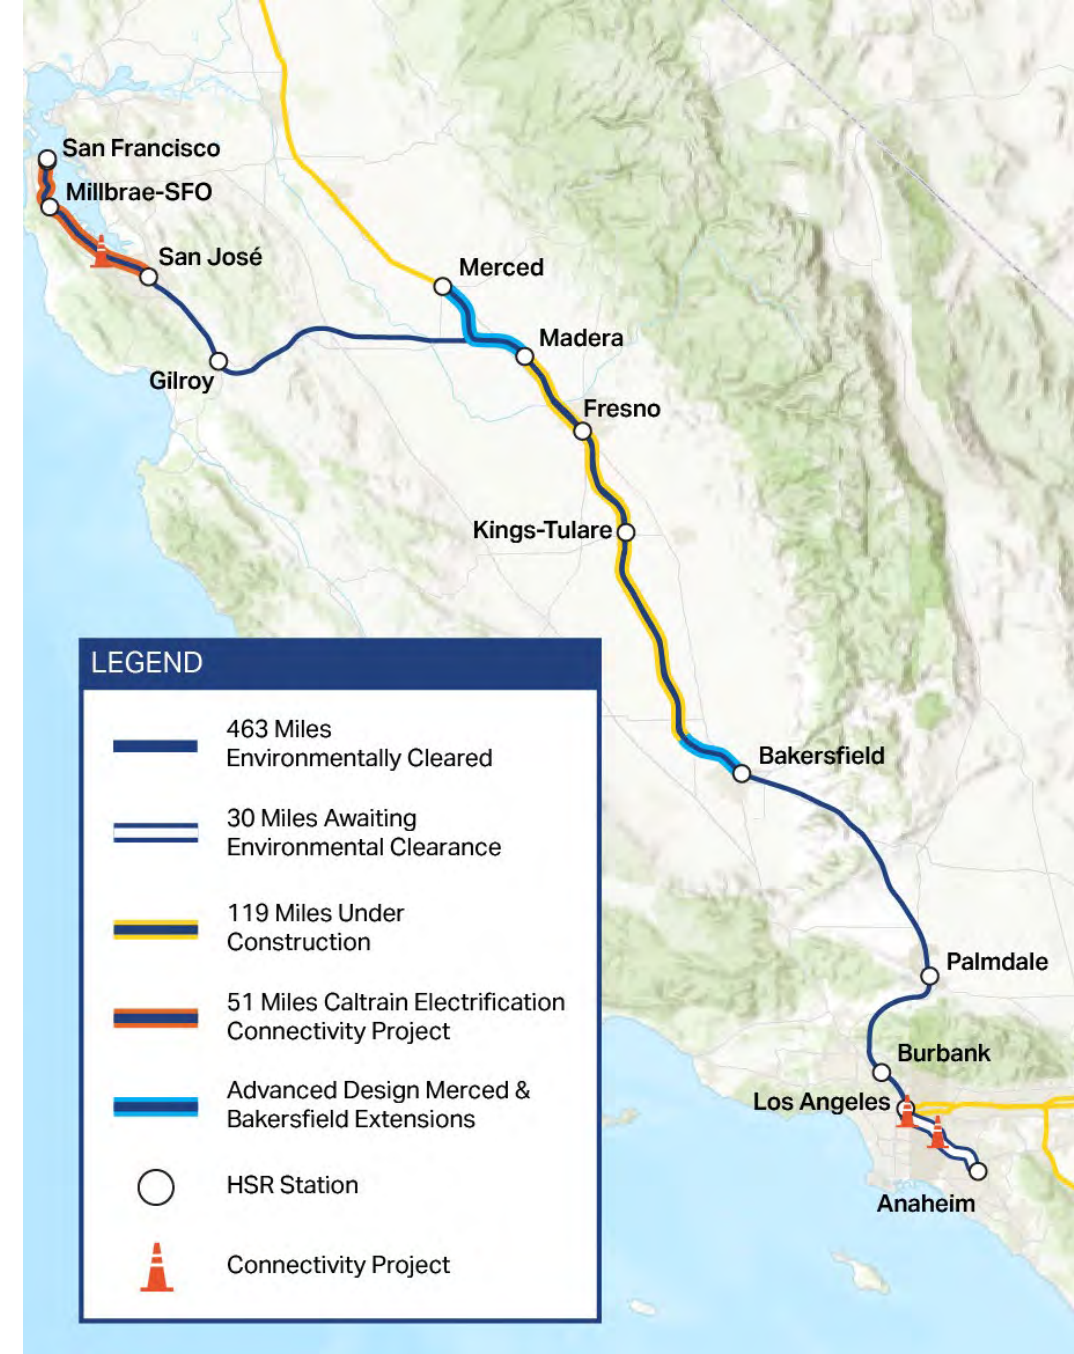 San Francisco
Millbrae-SFO
San José
Merced
Madera
Gilroy
Fresno
Kings-Tulare
LEGEND
463 Miles
Environmentally Cleared
30 Miles Awaiting
Environmental Clearance
119 Miles Under
Construction
51 Miles Caltrain Electrification
Connectivity Project
Advanced Design Merced &
Bakersfield Extensions
HSR Station
Connectivity Project
Bakersfield
Palmdale
Burbank
Los Angeles
Anaheim